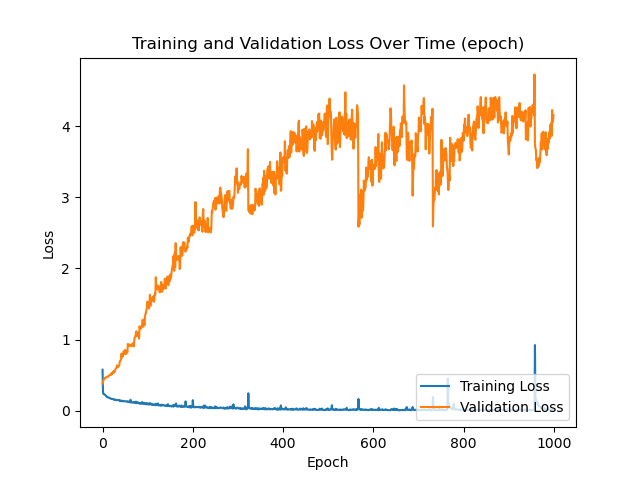 Training and Validation Loss Over Time (epoch)
Loss
4
3
2
1
0
Training Loss
Validation Loss
0 200 400 600 800 1000
Epoch